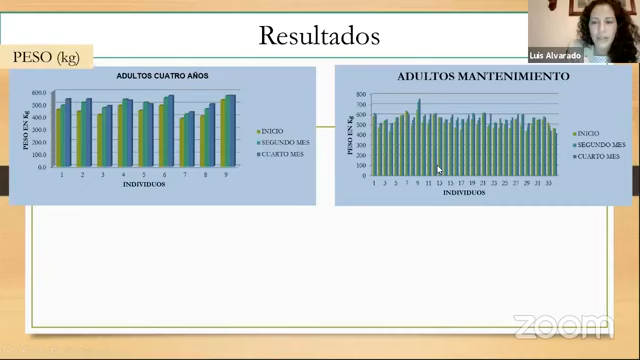 Resultados
Luis Alvarado
PESO (kg)
ADULTOS CUATRO AÑOS
600.0
500.0
400.0
300.0
200.0
100.0
0.0
PESO EN Kg
1 2 3 4 5 6 7 8 9
INDIVIDUOS
INICIO
SEGUNDO MES
CUARTO MES
ADULTOS MANTENIMIENTO
800
700
600
500
400
300
200
100
0
PESO EN Kg
1 3 5 7 9 11 13 15 17 19 21 23 25 27 29 31 33
INDIVIDUOS
INICIO
SEGUNDO MES
CUARTO MES
zoom